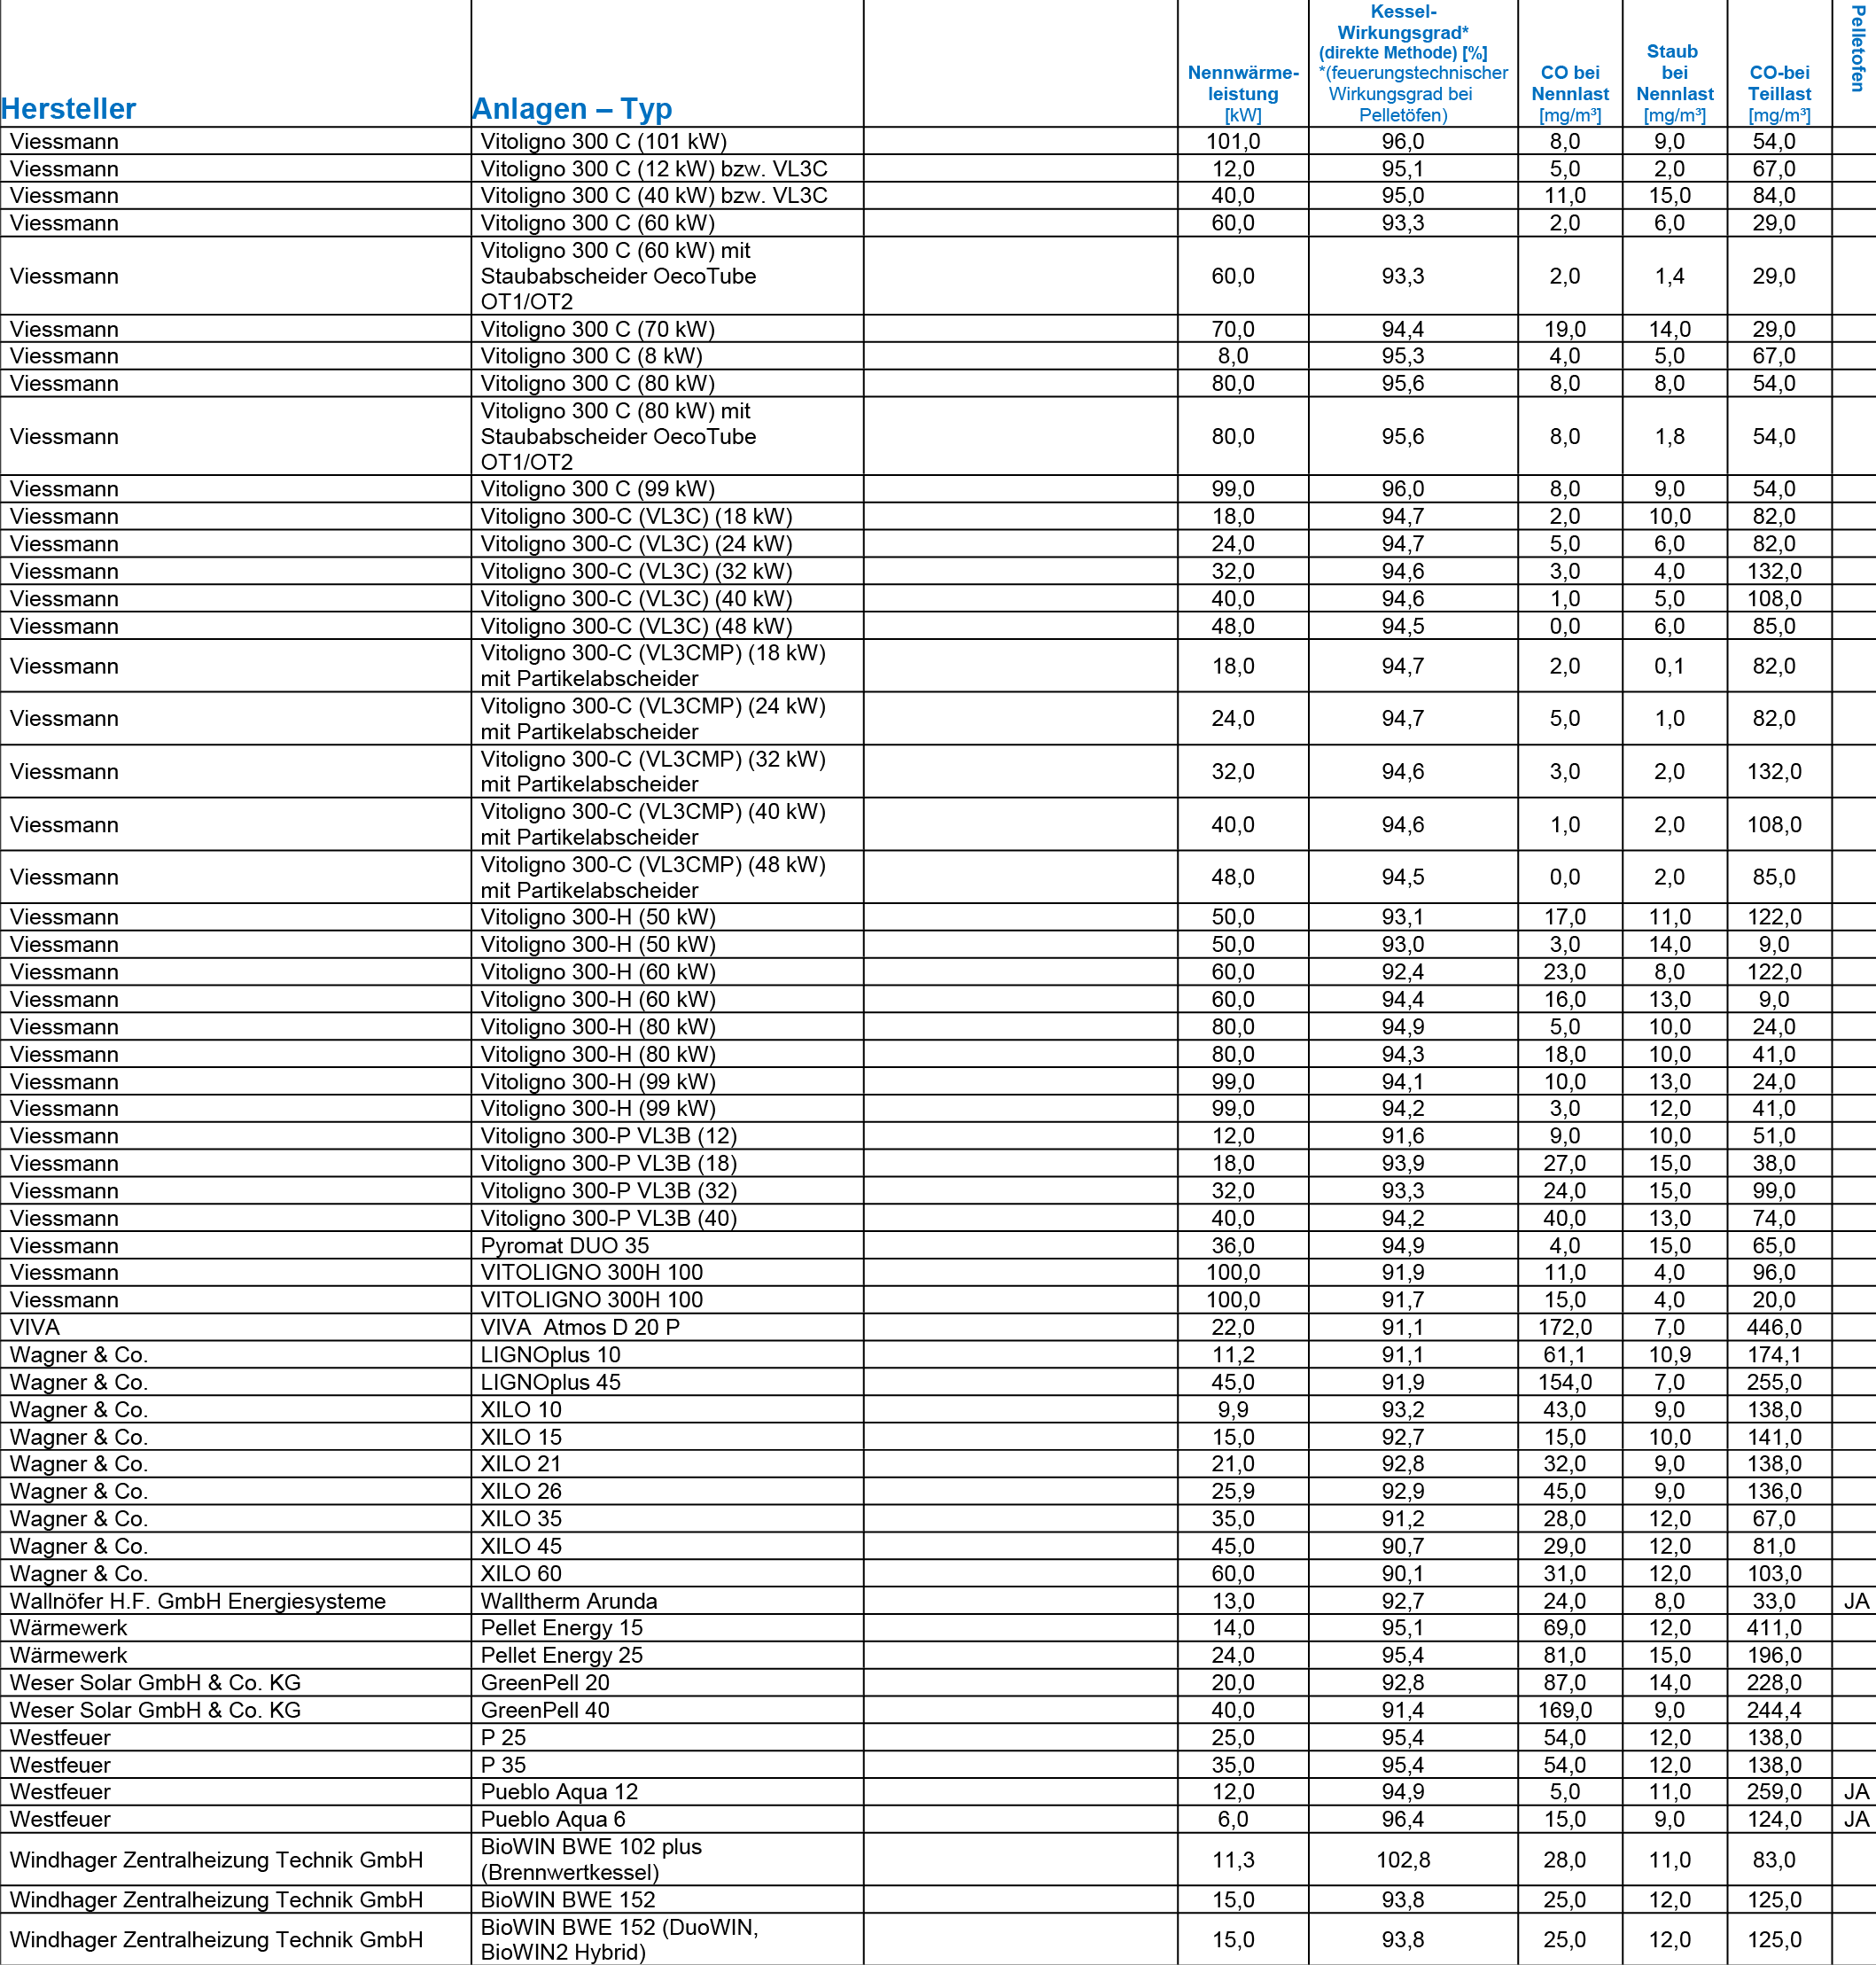 Hersteller Anlagen – Typ Nennwärme-leistung [kW] Kessel-Wirkungsgrad* (direkte Methode) [%] *(feuerungstechnischer Wirkungsgrad bei Pelletöfen) CO bei Nennlast [mg/m³] Staub bei Nennlast [mg/m³] CO-bei Teillast [mg/m³] Pelletofen
Viessmann Vitoligno 300 C (101 kW) 101,0 96,0 8,0 9,0 54,0
Viessmann Vitoligno 300 C (12 kW) bzw. VL3C 12,0 95,1 5,0 2,0 67,0
Viessmann Vitoligno 300 C (40 kW) bzw. VL3C 40,0 95,0 11,0 15,0 84,0
Viessmann Vitoligno 300 C (60 kW) 60,0 93,3 2,0 6,0 29,0
Viessmann Vitoligno 300 C (60 kW) mit Staubabscheider OecoTube OT1/OT2 60,0 93,3 2,0 1,4 29,0
Viessmann Vitoligno 300 C (70 kW) 70,0 94,4 19,0 14,0 29,0
Viessmann Vitoligno 300 C (8 kW) 8,0 95,3 4,0 5,0 67,0
Viessmann Vitoligno 300 C (80 kW) 80,0 95,6 8,0 8,0 54,0
Viessmann Vitoligno 300 C (80 kW) mit Staubabscheider OecoTube OT1/OT2 80,0 95,6 8,0 1,8 54,0
Viessmann Vitoligno 300 C (99 kW) 99,0 96,0 8,0 9,0 54,0
Viessmann Vitoligno 300-C (VL3C) (18 kW) 18,0 94,7 2,0 10,0 82,0
Viessmann Vitoligno 300-C (VL3C) (24 kW) 24,0 94,7 5,0 6,0 82,0
Viessmann Vitoligno 300-C (VL3C) (32 kW) 32,0 94,6 3,0 4,0 132,0
Viessmann Vitoligno 300-C (VL3C) (40 kW) 40,0 94,6 1,0 5,0 108,0
Viessmann Vitoligno 300-C (VL3C) (48 kW) 48,0 94,5 0,0 6,0 85,0
Viessmann Vitoligno 300-C (VL3CMP) (18 kW) mit Partikelabscheider 18,0 94,7 2,0 0,1 82,0
Viessmann Vitoligno 300-C (VL3CMP) (24 kW) mit Partikelabscheider 24,0 94,7 5,0 1,0 82,0
Viessmann Vitoligno 300-C (VL3CMP) (32 kW) mit Partikelabscheider 32,0 94,6 3,0 2,0 132,0
Viessmann Vitoligno 300-C (VL3CMP) (40 kW) mit Partikelabscheider 40,0 94,6 1,0 2,0 108,0
Viessmann Vitoligno 300-C (VL3CMP) (48 kW) mit Partikelabscheider 48,0 94,5 0,0 2,0 85,0
Viessmann Vitoligno 300-H (50 kW) 50,0 93,1 17,0 11,0 122,0
Viessmann Vitoligno 300-H (50 kW) 50,0 93,0 3,0 14,0 9,0
Viessmann Vitoligno 300-H (60 kW) 60,0 92,4 23,0 8,0 122,0
Viessmann Vitoligno 300-H (60 kW) 60,0 94,4 16,0 13,0 9,0
Viessmann Vitoligno 300-H (80 kW) 80,0 94,9 5,0 10,0 24,0
Viessmann Vitoligno 300-H (80 kW) 80,0 94,3 18,0 10,0 41,0
Viessmann Vitoligno 300-H (99 kW) 99,0 94,1 10,0 13,0 24,0
Viessmann Vitoligno 300-H (99 kW) 99,0 94,2 3,0 12,0 41,0
Viessmann Vitoligno 300-P VL3B (12) 12,0 91,6 9,0 10,0 51,0
Viessmann Vitoligno 300-P VL3B (18) 18,0 93,9 27,0 15,0 38,0
Viessmann Vitoligno 300-P VL3B (32) 32,0 93,3 24,0 15,0 99,0
Viessmann Vitoligno 300-P VL3B (40) 40,0 94,2 40,0 13,0 74,0
Viessmann Pyromat DUO 35 36,0 94,9 4,0 15,0 65,0
Viessmann VITOLIGNO 300H 100 100,0 91,9 11,0 4,0 96,0
Viessmann VITOLIGNO 300H 100 100,0 91,7 15,0 4,0 20,0
VIVA VIVA Atmos D 20 P 22,0 91,1 172,0 7,0 446,0
Wagner & Co. LIGNOplus 10 11,2 91,1 61,1 10,9 174,1
Wagner & Co. LIGNOplus 45 45,0 91,9 154,0 7,0 255,0
Wagner & Co. XILO 10 9,9 93,2 43,0 9,0 138,0
Wagner & Co. XILO 15 15,0 92,7 15,0 10,0 141,0
Wagner & Co. XILO 21 21,0 92,8 32,0 9,0 138,0
Wagner & Co. XILO 26 25,9 92,9 45,0 9,0 136,0
Wagner & Co. XILO 35 35,0 91,2 28,0 12,0 67,0
Wagner & Co. XILO 45 45,0 90,7 29,0 12,0 81,0
Wagner & Co. XILO 60 60,0 90,1 31,0 12,0 103,0
Wallnöfer H.F. GmbH Energiesysteme Walltherm Arunda 13,0 92,7 24,0 8,0 33,0 JA
Wärmewerk Pellet Energy 15 14,0 95,1 69,0 12,0 411,0
Wärmewerk Pellet Energy 25 24,0 95,4 81,0 15,0 196,0
Weser Solar GmbH & Co. KG GreenPell 20 20,0 92,8 87,0 14,0 228,0
Weser Solar GmbH & Co. KG GreenPell 40 40,0 91,4 169,0 9,0 244,4
Westfeuer P 25 25,0 95,4 54,0 12,0 138,0
Westfeuer P 35 35,0 95,4 54,0 12,0 138,0
Westfeuer Pueblo Aqua 12 12,0 94,9 5,0 11,0 259,0 JA
Westfeuer Pueblo Aqua 6 6,0 96,4 15,0 9,0 124,0 JA
Windhager Zentralheizung Technik GmbH BioWIN BWE 102 plus (Brennwertkessel) 11,3 102,8 28,0 11,0 83,0
Windhager Zentralheizung Technik GmbH BioWIN BWE 152 15,0 93,8 25,0 12,0 125,0
Windhager Zentralheizung Technik GmbH BioWIN BWE 152 (DuoWIN, BioWIN2 Hybrid) 15,0 93,8 25,0 12,0 125,0